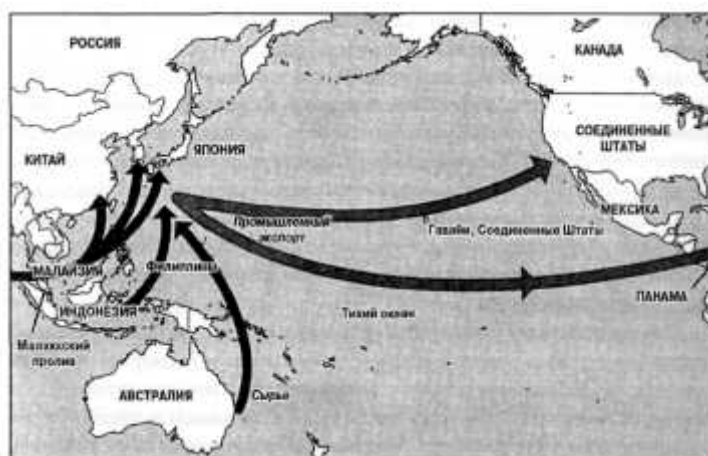 РОССИЯ
КАНАДА
КИТАЙ
ЯПОНИЯ
СОЕДИНЕННЫЕ
ШТАТЫ
МЕКСИКА
Промышленный
экспорт
Гавайи, Соединенные Штаты
МАЛАЙЗИЯ
Филиппины
ПАНАМА
ИНДОНЕЗИЯ
Тихий океан
Малаккский
пролив
АВСТРАЛИЯ
Сырье